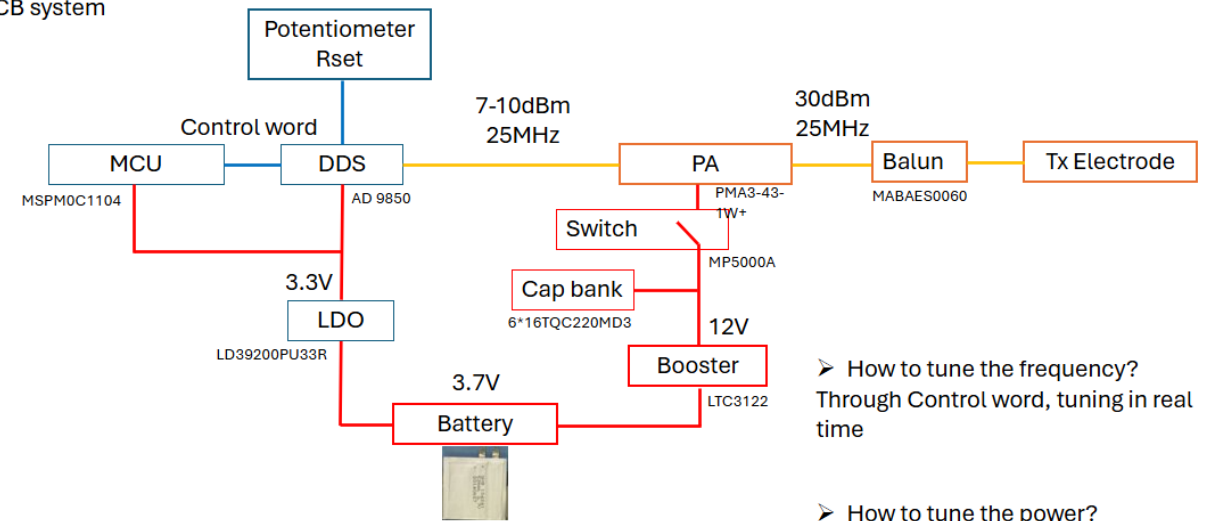 CB system
Potentiometer
Rset
7-10dBm
25MHz
30dBm
25MHz
Control word
MCU
DDS
PA
Balun
Tx Electrode
MSPM0C1104
AD 9850
PMA3-43-
1W+
MABAES0060
Switch
MP5000A
3.3V
Cap bank
6*16TQC220MD3
LDO
12V
LD39200PU33R
Booster
LTC3122
3.7V
Battery
➢ How to tune the frequency?
Through Control word, tuning in real
time
➢ How to tune the power?